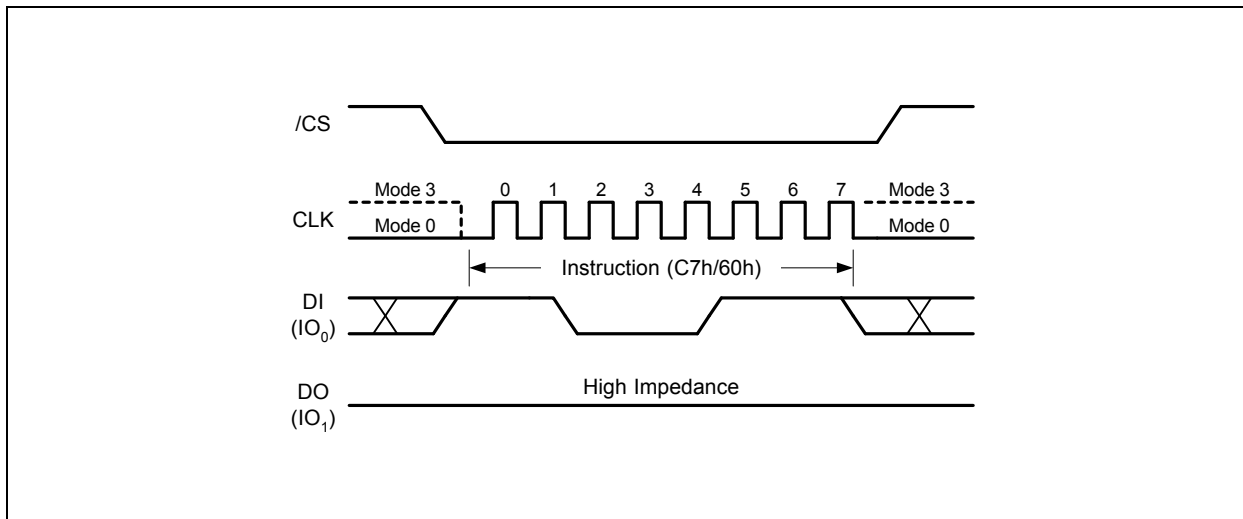 /CS
Mode 3 0 1 2 3 4 5 6 7 Mode 3
CLK
Mode 0 Mode 0
Instruction (C7h/60h)
DI
(IO0)
High Impedance
DO
(IO1)